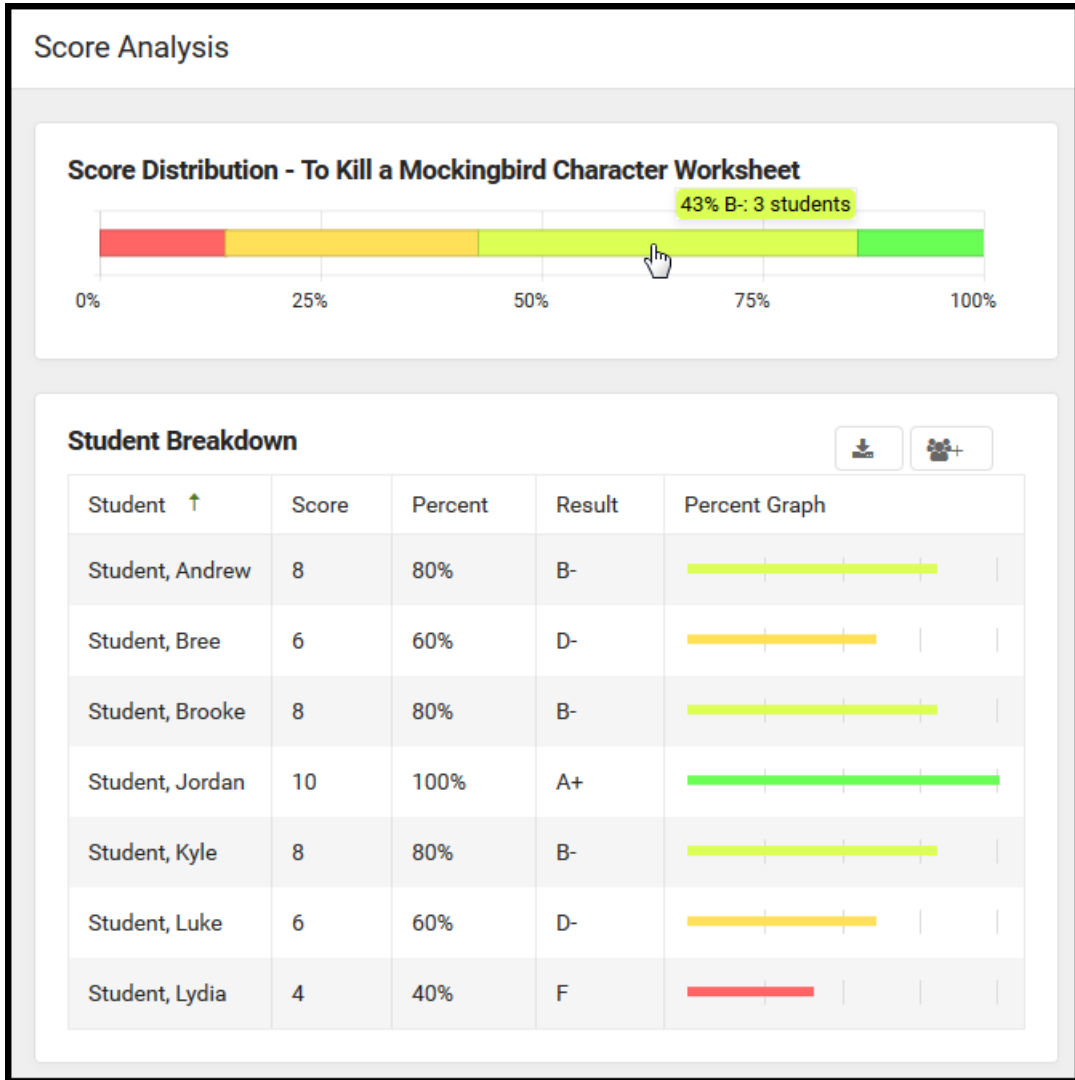 Score Analysis
Score Distribution - To Kill a Mockingbird Character Worksheet
43% B-: 3 students
0% 25% 50% 75% 100%
Student Breakdown
Student ↑ Score Percent Result Percent Graph
Student, Andrew 8 80% B-
Student, Bree 6 60% D-
Student, Brooke 8 80% B-
Student, Jordan 10 100% A+
Student, Kyle 8 80% B-
Student, Luke 6 60% D-
Student, Lydia 4 40% F